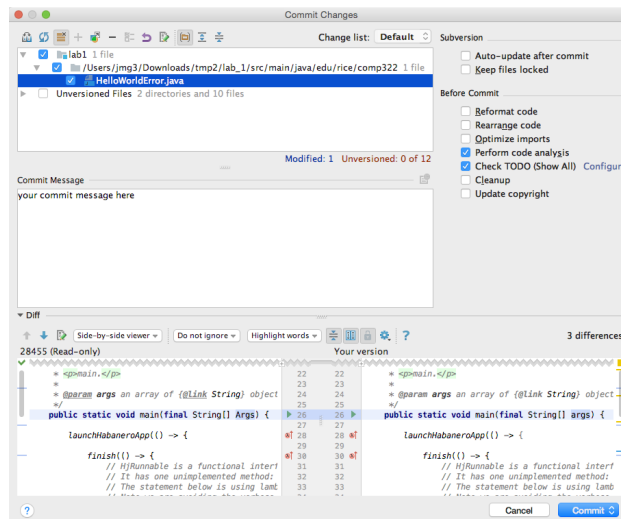 Commit Changes
Change list: Default
Subversion
lab1 1 file
Auto-update after commit
/Users/jmg3/Downloads/tmp2/lab_1/src/main/java/edu/rice/comp322 1 file
Keep files locked
HelloWorldError.java
Unversioned Files 2 directories and 10 files
Before Commit
Reformat code
Rearrange code
Optimize imports
Modified: 1 Unversioned: 0 of 12
Perform code analysis
Check TODO (Show All) Configur
Commit Message
Cleanup
your commit message here
Update copyright
Diff
Side-by-side viewer Do not ignore Highlight words ? 3 differences
28455 (Read-only) Your version
* <p>main.</p> 22 22 * <p>main.</p>
* 23 23 *
* @param args an array of {@link String} object 24 24 * @param args an array of {@link String} object
*/ 25 25 */
public static void main(final String[] Args) { 26 26 public static void main(final String[] args) {
27 27
launchHabaneroApp(() -> { 28 28 launchHabaneroApp(() -> {
29 29
finish(() -> { 30 30 finish(() -> {
// HjRunnable is a functional interf 31 31 // HjRunnable is a functional interf
// It has one unimplemented method: 32 32 // It has one unimplemented method:
// The statement below is using lamb 33 33 // The statement below is using lamb
? Cancel Commit